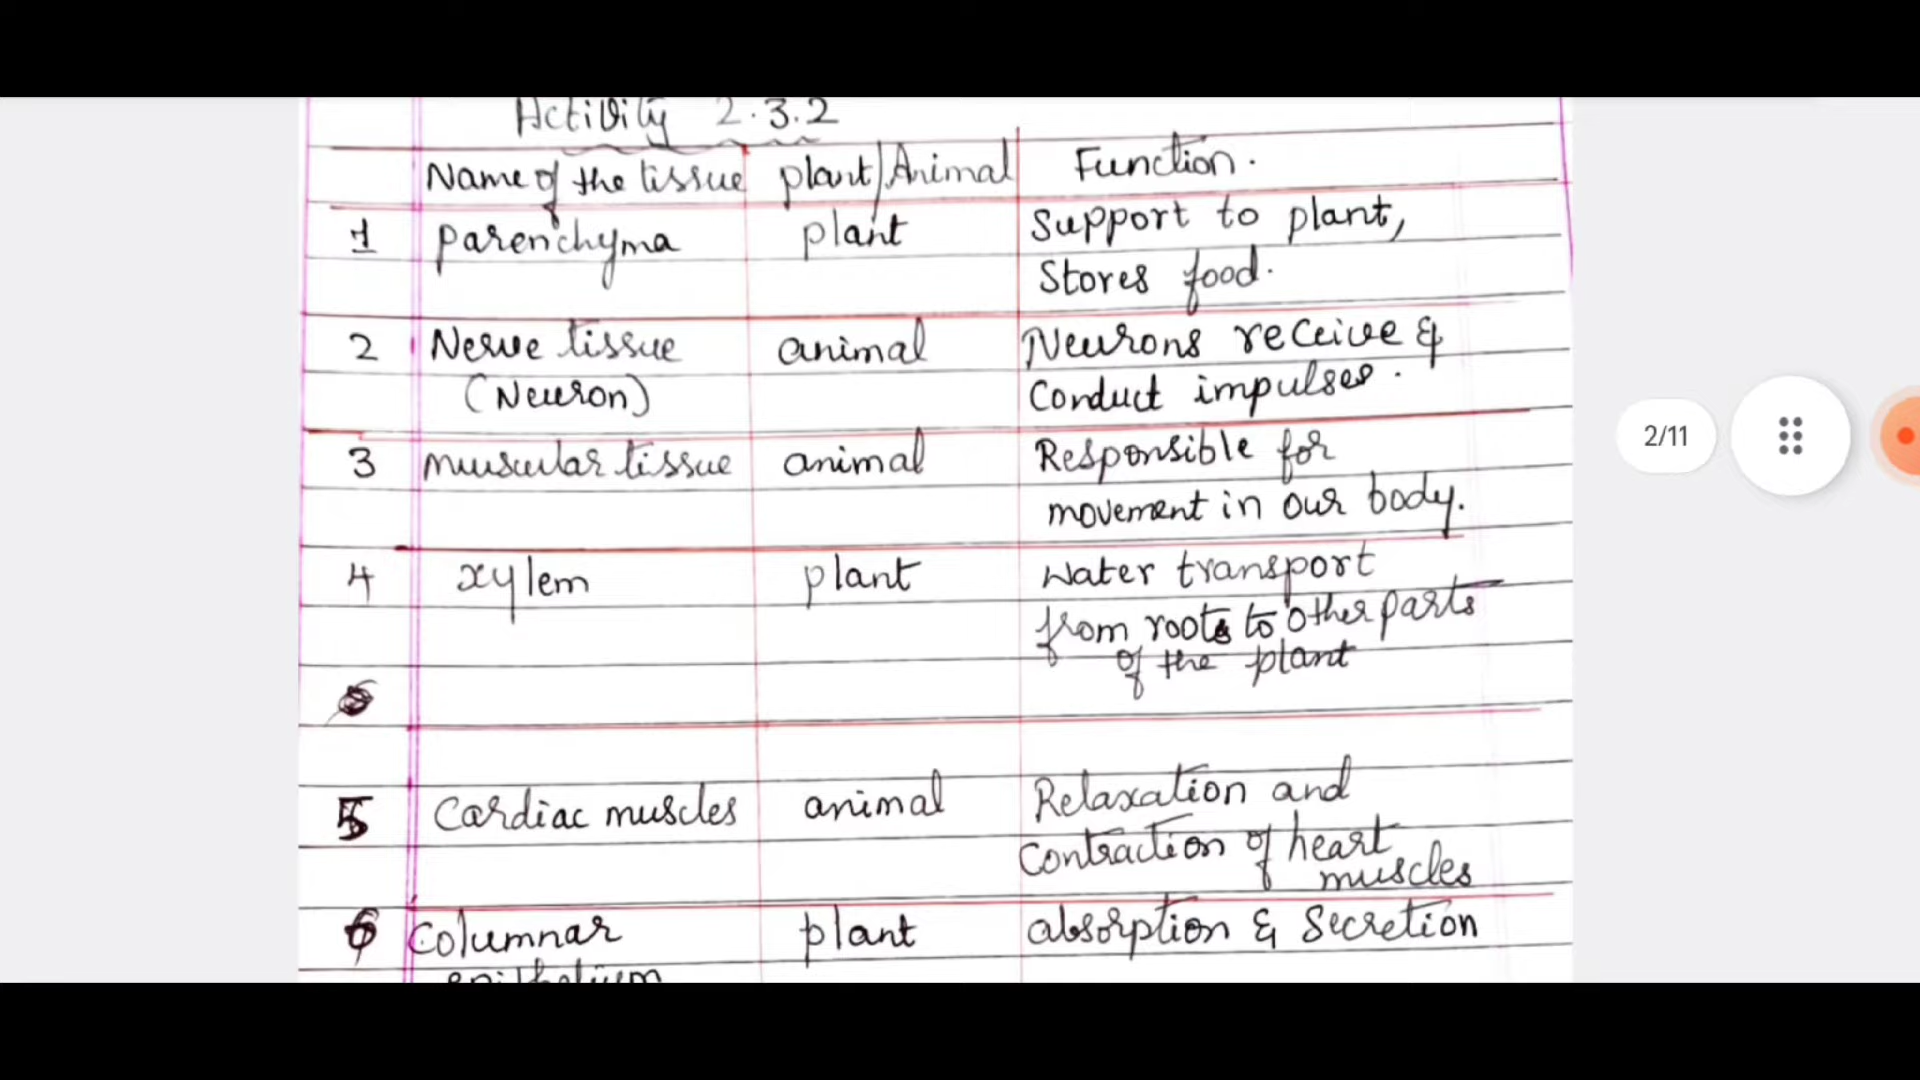 Activity 2.3.2
Name of the tissue plant/Animal Function.
1 parenchyma plant Support to plant,
Stores food.
2 Nerve tissue animal Neurons receive &
(Neuron) Conduct impulses.
3 muscular tissue animal Responsible for
movement in our body.
4 xylem plant water transport
from roots to other parts
of the plant
5 Cardiac muscles animal Relaxation and
Contraction of heart
muscles
6 Columnar plant absorption & Secretion
epithelium
2/11